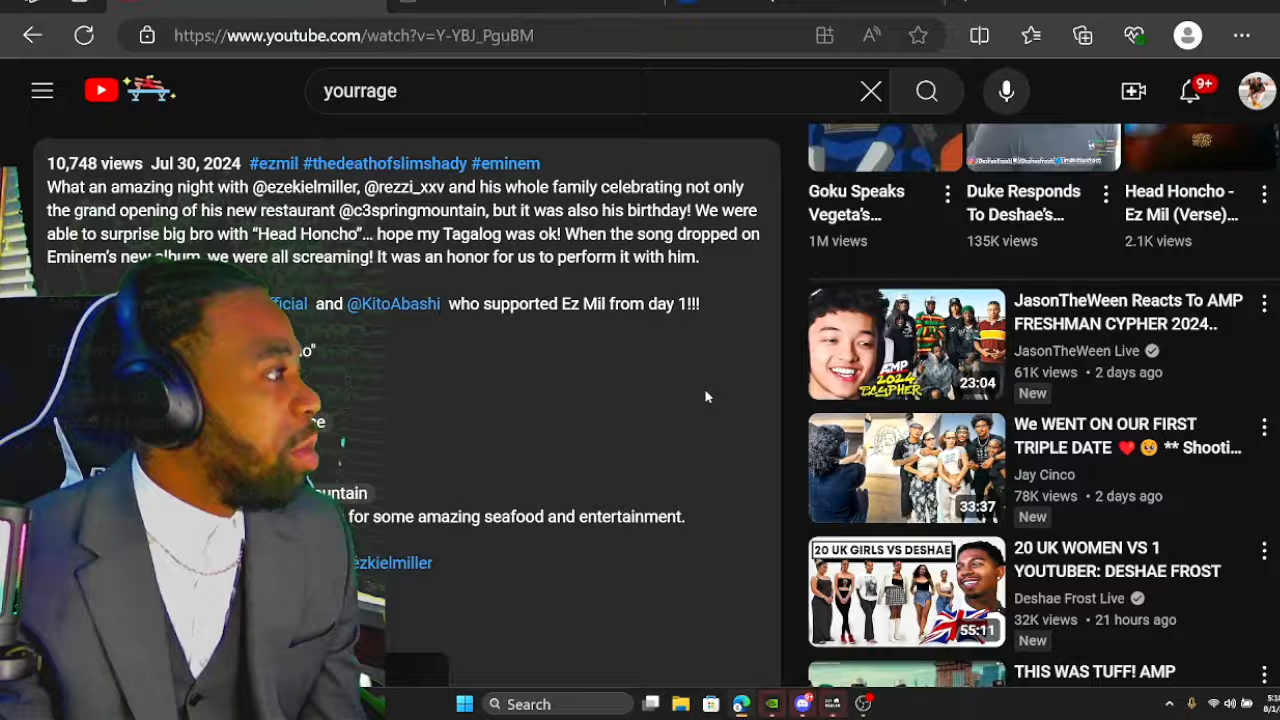 https://www.youtube.com/watch?v=Y-YBJ_PguBM
yourrage
9+
10,748 views Jul 30, 2024 #ezmil #thedeathofslimshady #eminem
What an amazing night with @ezekielmiller, @rezzi_xxv and his whole family celebrating not only
the grand opening of his new restaurant @c3springmountain, but it was also his birthday! We were
able to surprise big bro with “Head Honcho”... hope my Tagalog was ok! When the song dropped on
Eminem’s new album, we were all screaming! It was an honor for us to perform it with him.
and @KitoAbashi who supported Ez Mil from day 1!!!
for some amazing seafood and entertainment.
Goku Speaks
Vegeta’s...
1M views
Duke Responds
To Deshae’s...
135K views
Head Honcho -
Ez Mil (Verse)...
2.1K views
JasonTheWeen Reacts To AMP
FRESHMAN CYPHER 2024..
JasonTheWeen Live
61K views • 2 days ago
New
AMP
2024
CYPHER
23:04
We WENT ON OUR FIRST
TRIPLE DATE ❤️ 🥹 ** Shooti...
Jay Cinco
78K views • 2 days ago
New
33:37
20 UK GIRLS VS DESHAE
55:11
20 UK WOMEN VS 1
YOUTUBER: DESHAE FROST
Deshae Frost Live
32K views • 21 hours ago
New
THIS WAS TUFF! AMP
Search